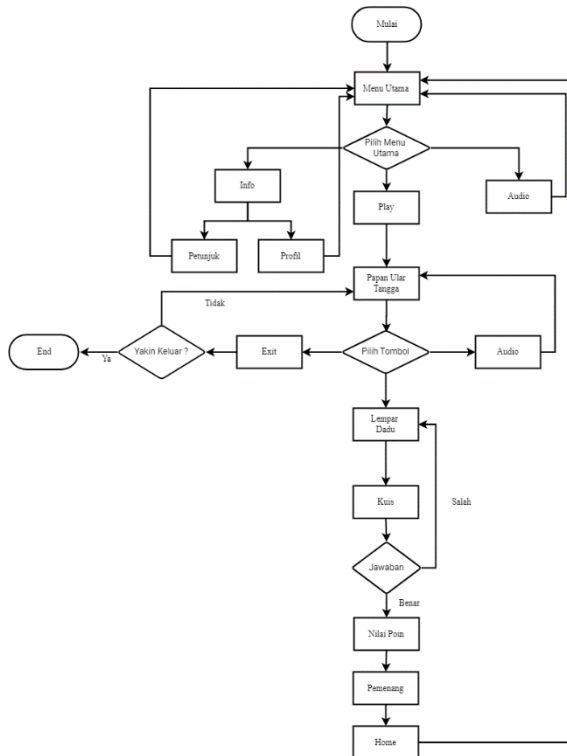 Mulai
Menu Utama
Pilih Menu
Utama
Info
Play
Audio
Petunjuk
Profil
Papan Ular
Tangga
Tidak
End
Ya
Yakin Keluar ?
Exit
Pilih Tombol
Audio
Lempar
Dadu
Kuis
Salah
Jawaban
Benar
Nilai Poin
Pemenang
Home